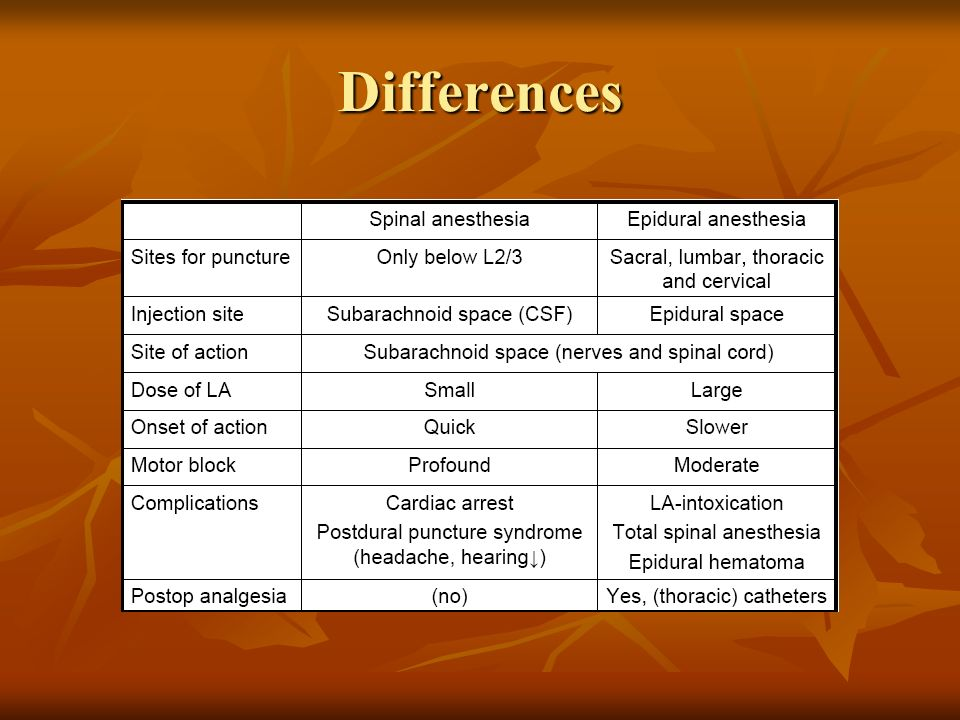 Differences
Spinal anesthesia Epidural anesthesia
Sites for puncture Only below L2/3 Sacral, lumbar, thoracic
and cervical
Injection site Subarachnoid space (CSF) Epidural space
Site of action Subarachnoid space (nerves and spinal cord)
Dose of LA Small Large
Onset of action Quick Slower
Motor block Profound Moderate
Complications Cardiac arrest LA-intoxication
Postdural puncture syndrome Total spinal anesthesia
(headache, hearing↓) Epidural hematoma
Postop analgesia (no) Yes, (thoracic) catheters